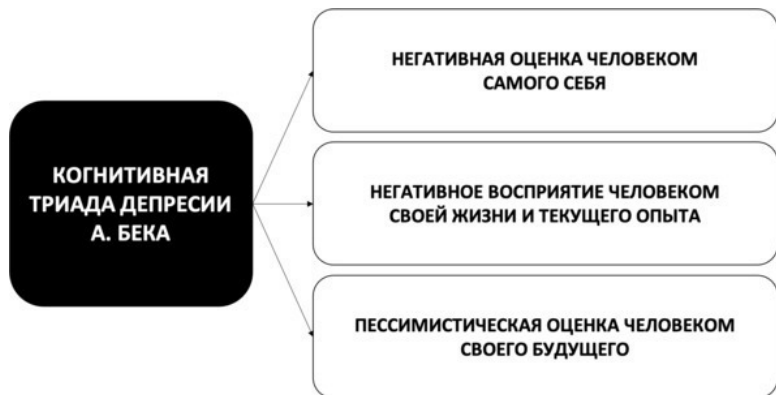 КОГНИТИВНАЯ
ТРИАДА ДЕПРЕСИИ
А. БЕКА
НЕГАТИВНАЯ ОЦЕНКА ЧЕЛОВЕКОМ
САМОГО СЕБЯ
НЕГАТИВНОЕ ВОСПРИЯТИЕ ЧЕЛОВЕКОМ
СВОЕЙ ЖИЗНИ И ТЕКУЩЕГО ОПЫТА
ПЕССИМИСТИЧЕСКАЯ ОЦЕНКА ЧЕЛОВЕКОМ
СВОЕГО БУДУЩЕГО